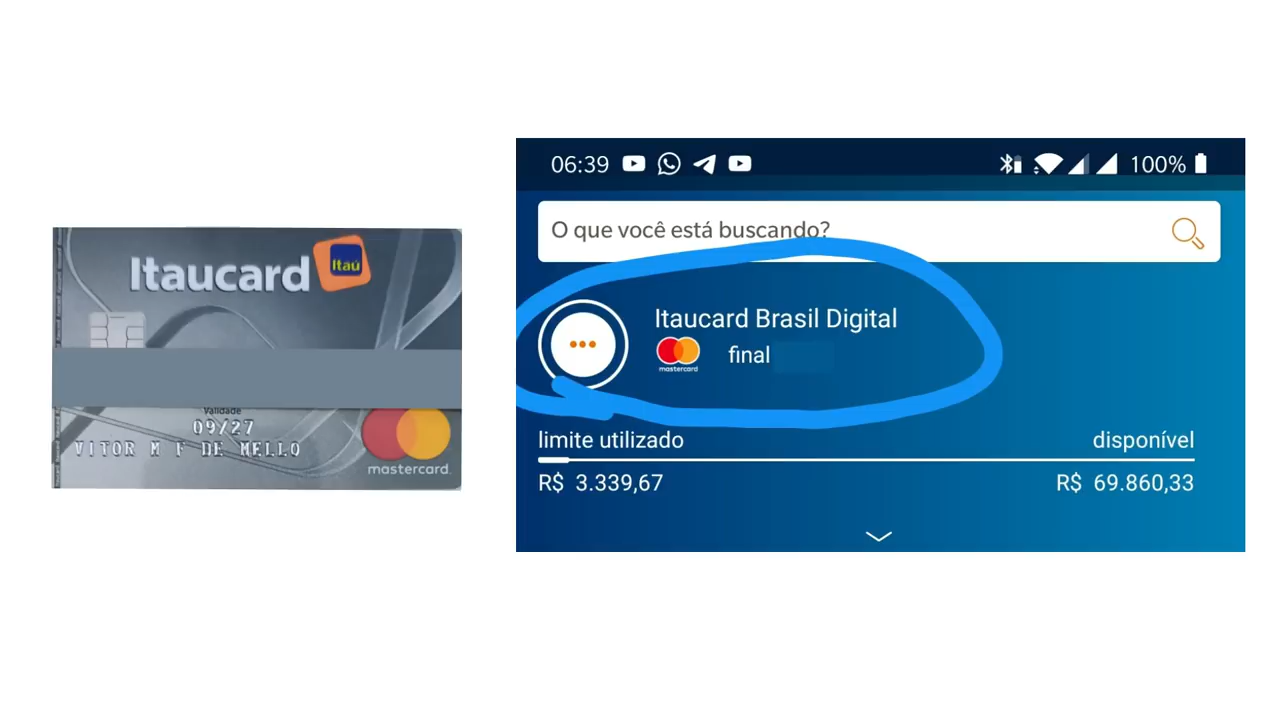 Itaucard
Itaú
Validade
09/27
VITOR M F DE MELLO
mastercard
06:39
100%
O que você está buscando?
Itaucard Brasil Digital
mastercard
final
limite utilizado
disponível
R$ 3.339,67
R$ 69.860,33